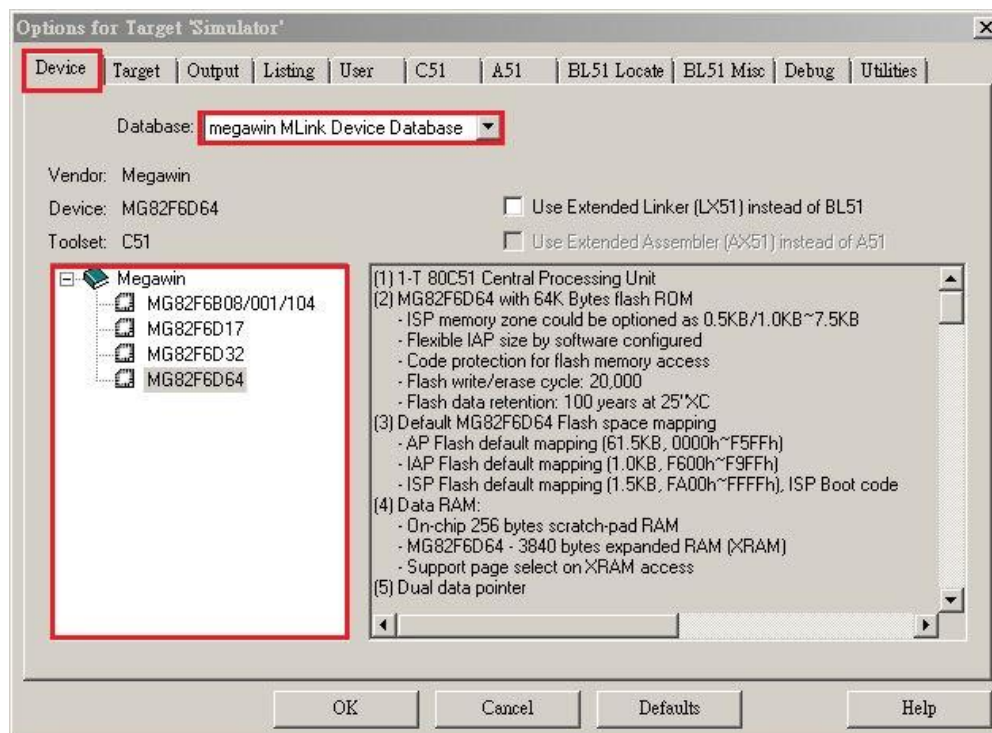 Options for Target 'Simulator'
Device Target Output Listing User C51 A51 BL51 Locate BL51 Misc Debug Utilities
Database: megawin MLink Device Database
Vendor: Megawin
Device: MG82F6D64
Use Extended Linker (LX51) instead of BL51
Toolset: C51
Use Extended Assembler (AX51) instead of A51
Megawin
MG82F6B08/001/104
MG82F6D17
MG82F6D32
MG82F6D64
(1) 1-T 80C51 Central Processing Unit
(2) MG82F6D64 with 64K Bytes flash ROM
- ISP memory zone could be optioned as 0.5KB/1.0KB~7.5KB
- Flexible IAP size by software configured
- Code protection for flash memory access
- Flash write/erase cycle: 20,000
- Flash data retention: 100 years at 25"XC
(3) Default MG82F6D64 Flash space mapping
- AP Flash default mapping (61.5KB, 0000h~F5FFh)
- IAP Flash default mapping (1.0KB, F600h~F9FFh)
- ISP Flash default mapping (1.5KB, FA00h~FFFFh), ISP Boot code
(4) Data RAM:
- On-chip 256 bytes scratch-pad RAM
- MG82F6D64 - 3840 bytes expanded RAM (XRAM)
- Support page select on XRAM access
(5) Dual data pointer
OK Cancel Defaults Help